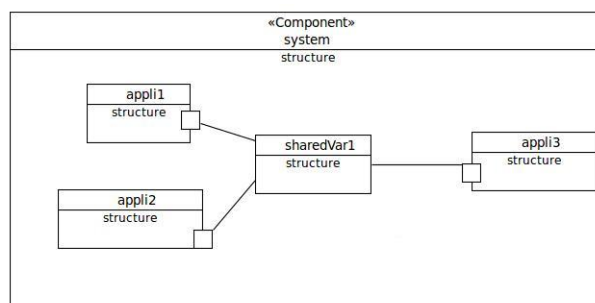 «Component»
system
structure
appli1
structure
sharedVar1
structure
appli3
structure
appli2
structure